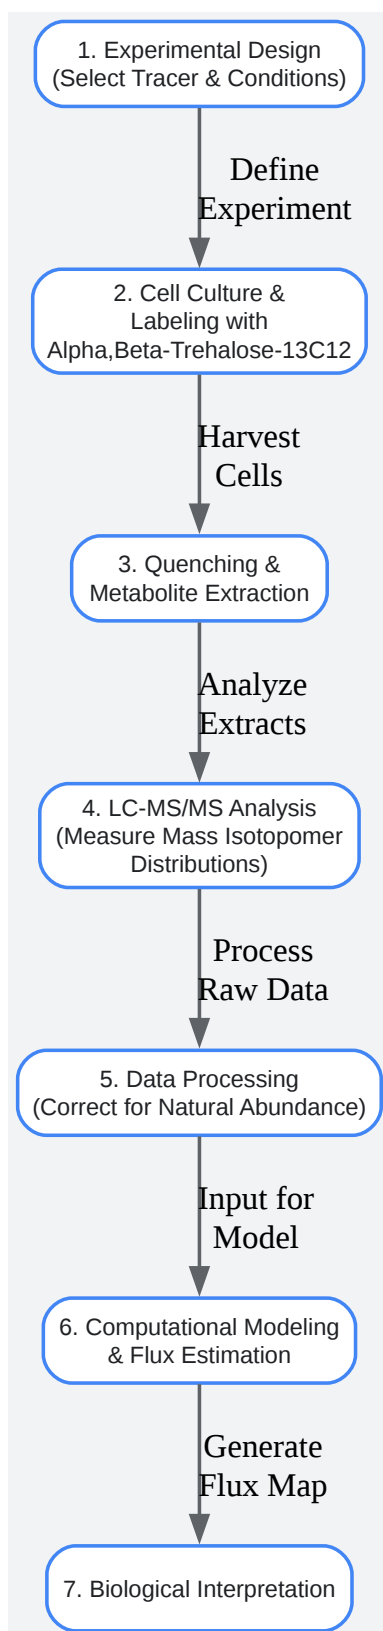 1. Experimental Design
(Select Tracer & Conditions)
Define
Experiment
2. Cell Culture &
Labeling with
Alpha,Beta-Trehalose-13C12
Harvest
Cells
3. Quenching &
Metabolite Extraction
Analyze
Extracts
4. LC-MS/MS Analysis
(Measure Mass Isotopomer
Distributions)
Process
Raw Data
5. Data Processing
(Correct for Natural Abundance)
Input for
Model
6. Computational Modeling
& Flux Estimation
Generate
Flux Map
7. Biological Interpretation